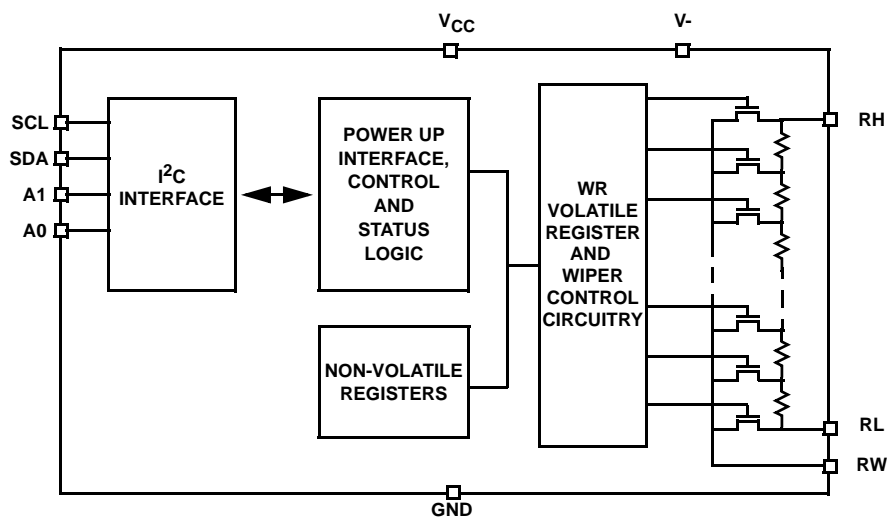 VCC
V-
SCL
SDA
A1
A0
I2C
INTERFACE
POWER UP
INTERFACE,
CONTROL
AND
STATUS
LOGIC
NON-VOLATILE
REGISTERS
WR
VOLATILE
REGISTER
AND
WIPER
CONTROL
CIRCUITRY
RH
RL
RW
GND